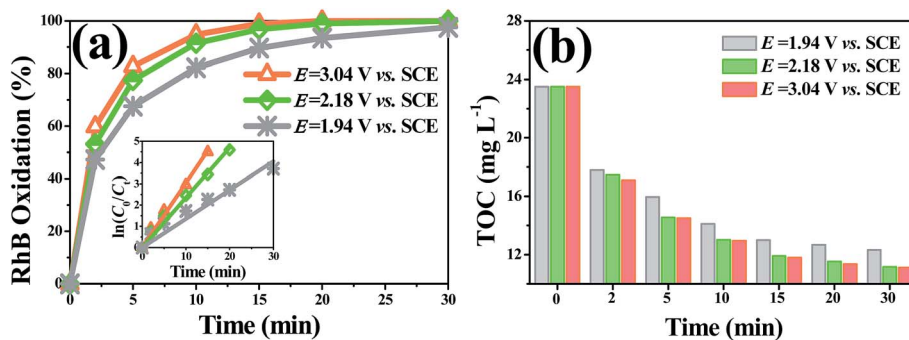 (a)
RhB Oxidation (%)
100
80
60
40
20
0
E=3.04 V vs. SCE
E=2.18 V vs. SCE
E=1.94 V vs. SCE
ln(C0/Ct)
5
4
3
2
1
0
0 10 20 30
Time (min)
0 5 10 15 20 30
Time (min)
(b)
TOC (mg L-1)
28
24
20
16
12
E=1.94 V vs. SCE
E=2.18 V vs. SCE
E=3.04 V vs. SCE
0 2 5 10 15 20 30
Time (min)